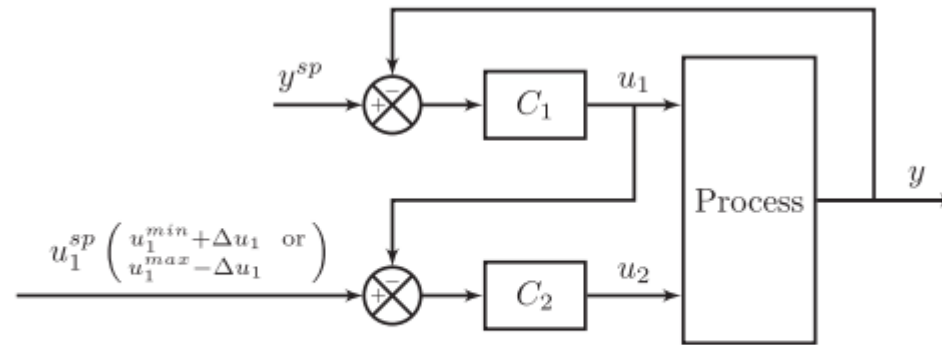 y^{sp}
+
−
C_1
u_1
Process
y
u_1^{sp} ( u_1^{min}+Δu_1 or
u_1^{max}−Δu_1 )
+
−
C_2
u_2